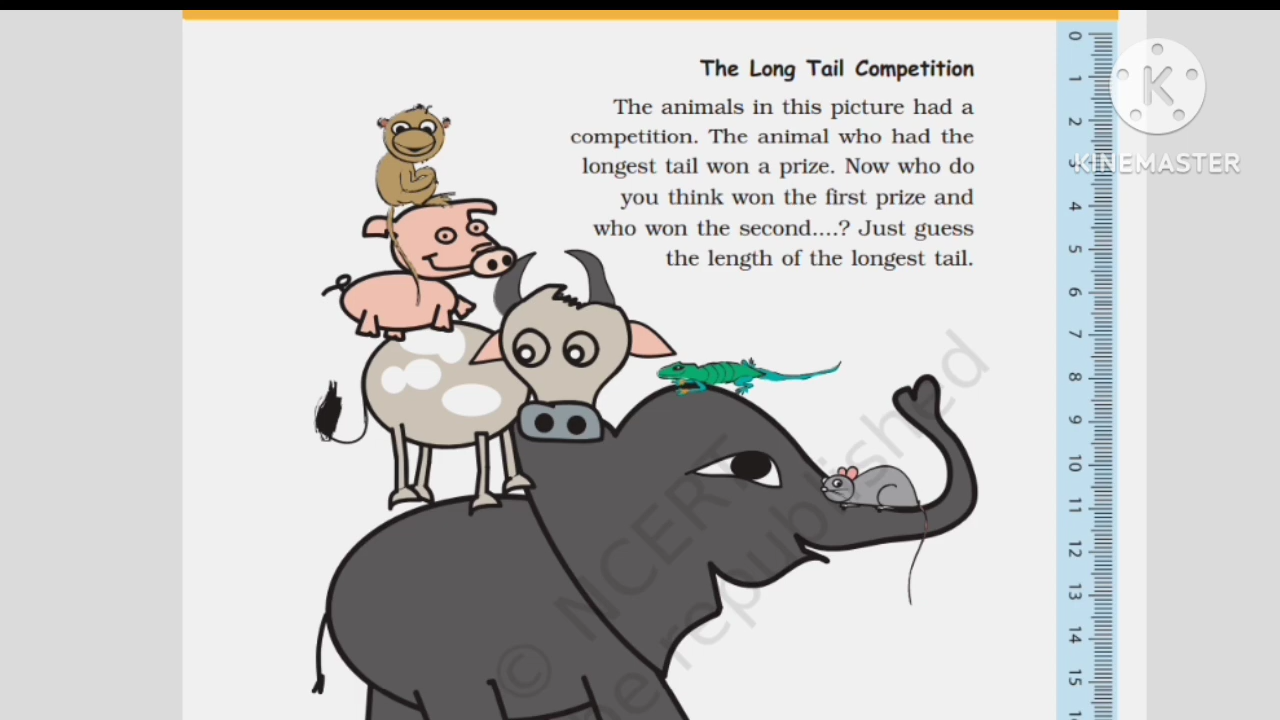 The Long Tail Competition
The animals in this picture had a
competition. The animal who had the
longest tail won a prize. Now who do
you think won the first prize and
who won the second....? Just guess
the length of the longest tail.
0
1
2
3
4
5
6
7
8
9
10
11
12
13
14
15
K
KINEMASTER
© NCERT
be republished